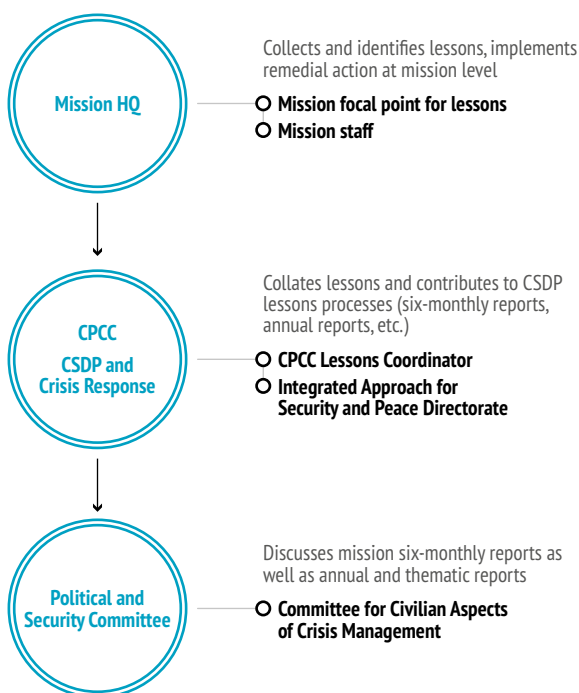 Collects and identifies lessons, implements
remedial action at mission level
Mission HQ
Mission focal point for lessons
Mission staff
Collates lessons and contributes to CSDP
lessons processes (six-monthly reports,
annual reports, etc.)
CPCC
CSDP and
Crisis Response
CPCC Lessons Coordinator
Integrated Approach for
Security and Peace Directorate
Discusses mission six-monthly reports as
well as annual and thematic reports
Political and
Security Committee
Committee for Civilian Aspects
of Crisis Management